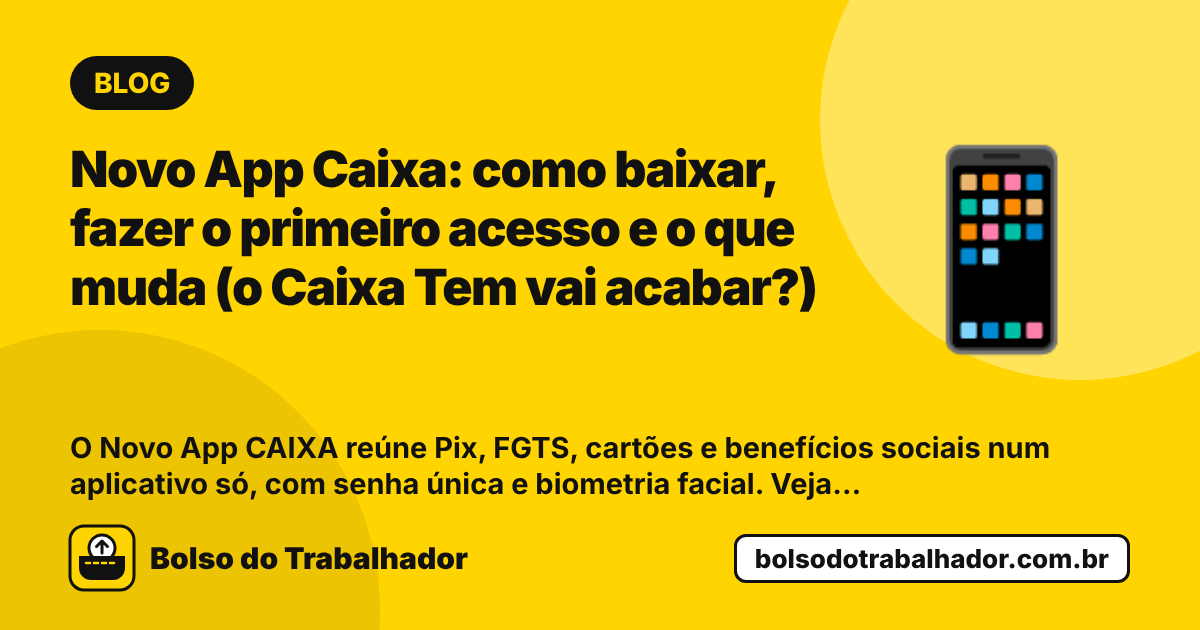 BLOG
Novo App Caixa: como baixar,
fazer o primeiro acesso e o que
muda (o Caixa Tem vai acabar?)
O Novo App CAIXA reúne Pix, FGTS, cartões e benefícios sociais num
aplicativo só, com senha única e biometria facial. Veja...
Bolso do Trabalhador
bolsodotrabalhador.com.br